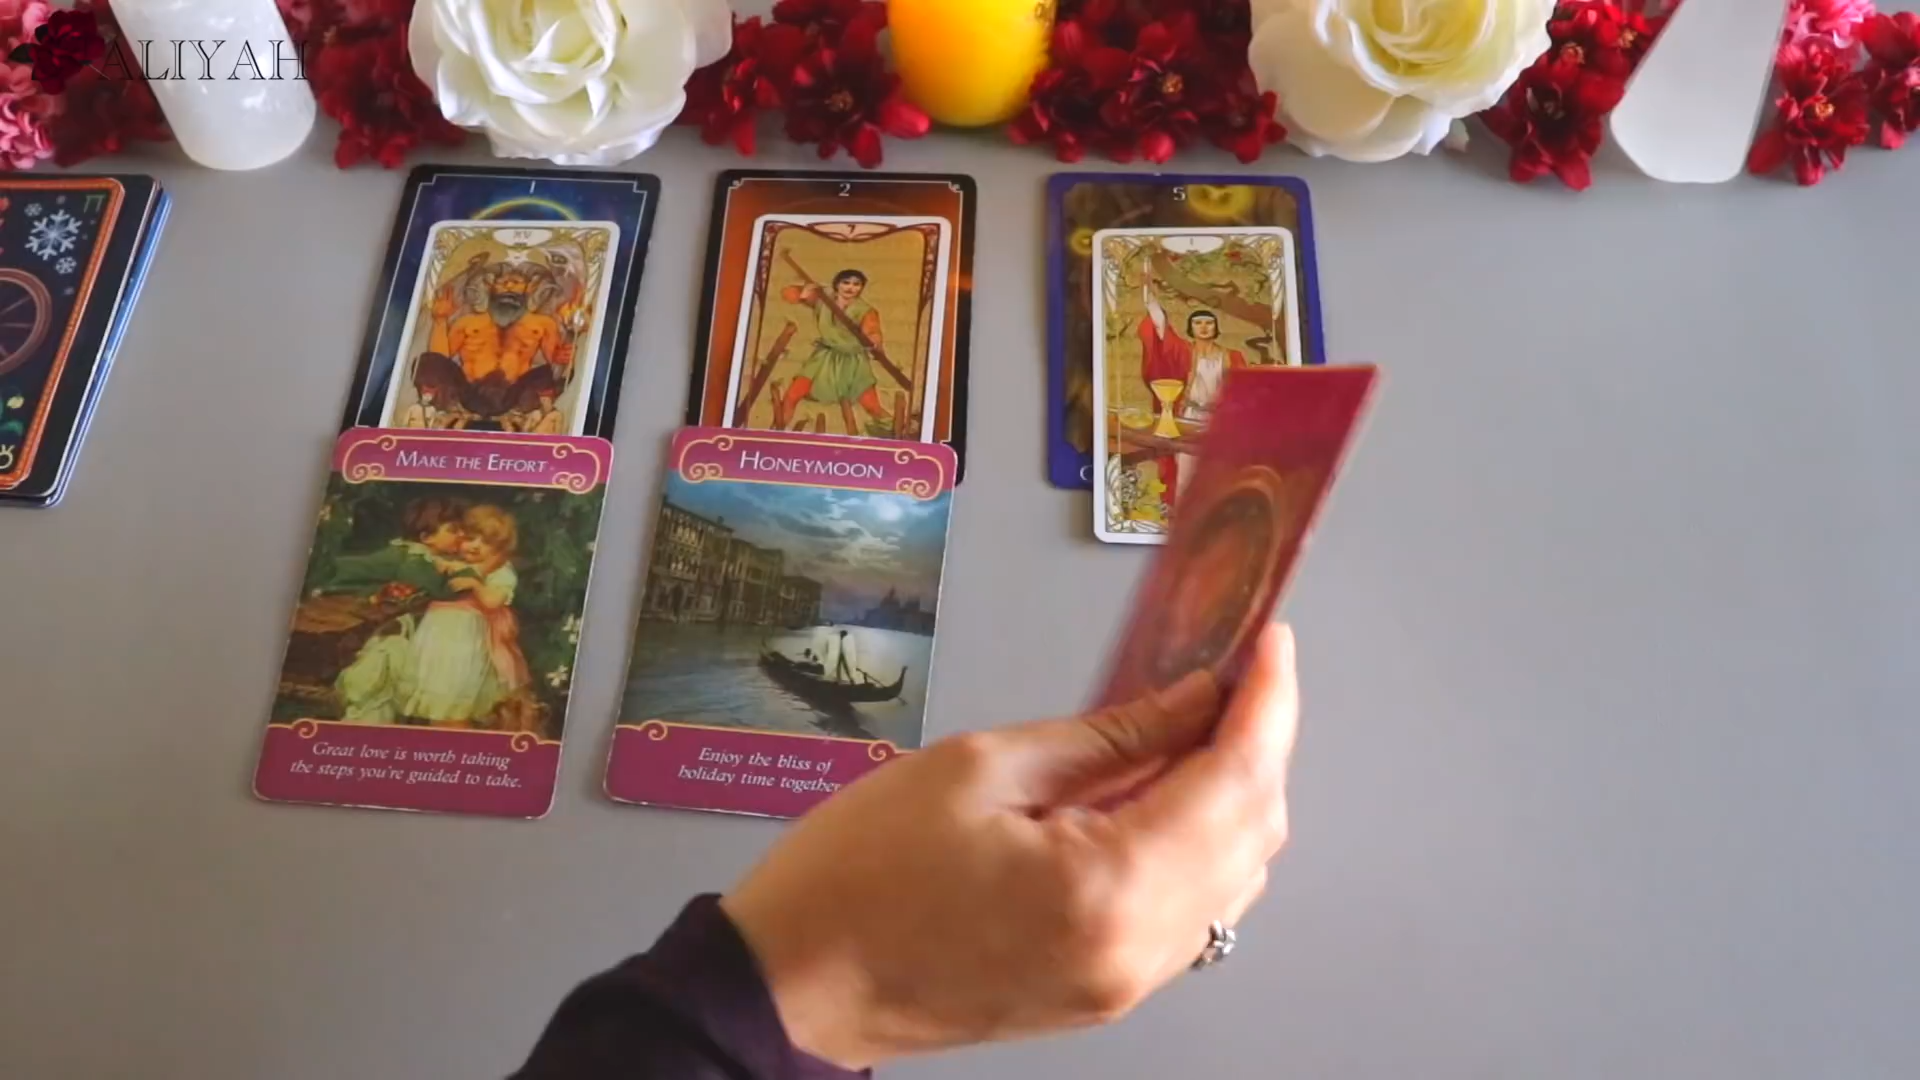 ALIYAH
1
2
5
XV
7
I
MAKE THE EFFORT
HONEYMOON
Great love is worth taking
the steps you're guided to take.
Enjoy the bliss of
holiday time together